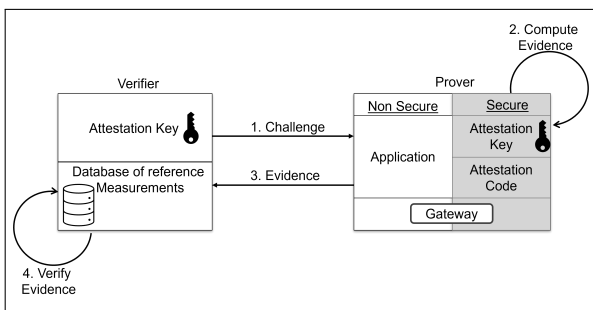 2. Compute
Evidence
Verifier
Prover
Non Secure
Secure
Attestation Key
1. Challenge
Attestation
Key
Application
Database of reference
Measurements
3. Evidence
Attestation
Code
Gateway
4. Verify
Evidence